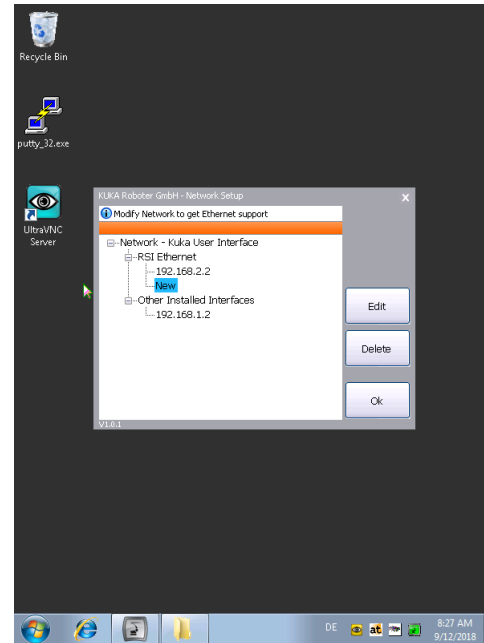 Recycle Bin
putty_32.exe
UltraVNC
Server
KUKA Roboter GmbH - Network Setup
x
Modify Network to get Ethernet support
Network - Kuka User Interface
RSI Ethernet
192.168.2.2
New
Other Installed Interfaces
192.168.1.2
Edit
Delete
Ok
V1.0.1
DE
at
8:27 AM
9/12/2018